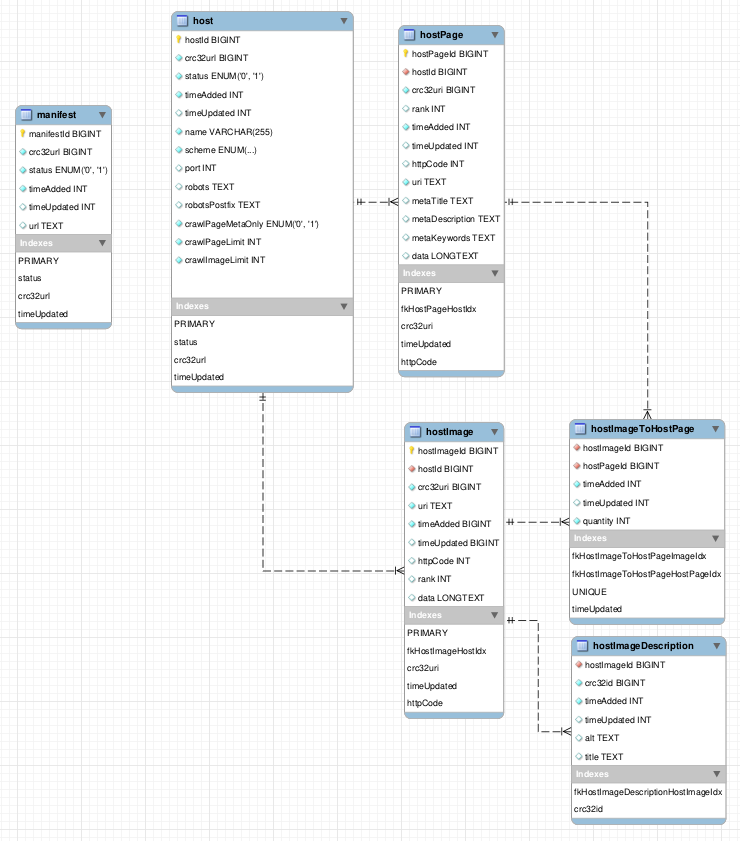 manifest
manifestId BIGINT
crc32url BIGINT
status ENUM('0', '1')
timeAdded INT
timeUpdated INT
url TEXT
Indexes
PRIMARY
status
crc32url
timeUpdated
host
hostId BIGINT
crc32url BIGINT
status ENUM('0', '1')
timeAdded INT
timeUpdated INT
name VARCHAR(255)
scheme ENUM(...)
port INT
robots TEXT
robotsPostfix TEXT
crawlPageMetaOnly ENUM('0', '1')
crawlPageLimit INT
crawlImageLimit INT
Indexes
PRIMARY
status
crc32url
timeUpdated
hostPage
hostPageId BIGINT
hostId BIGINT
crc32uri BIGINT
rank INT
timeAdded INT
timeUpdated INT
httpCode INT
uri TEXT
metaTitle TEXT
metaDescription TEXT
metaKeywords TEXT
data LONGTEXT
Indexes
PRIMARY
fkHostPageHostIdx
crc32uri
timeUpdated
httpCode
hostImage
hostImageId BIGINT
hostId BIGINT
crc32uri BIGINT
uri TEXT
timeAdded BIGINT
timeUpdated BIGINT
httpCode INT
rank INT
data LONGTEXT
Indexes
PRIMARY
fkHostImageHostIdx
crc32uri
timeUpdated
httpCode
hostImageToHostPage
hostImageId BIGINT
hostPageId BIGINT
timeAdded INT
timeUpdated INT
quantity INT
Indexes
fkHostImageToHostPageImageIdx
fkHostImageToHostPageHostPageIdx
UNIQUE
timeUpdated
hostImageDescription
hostImageId BIGINT
crc32id BIGINT
timeAdded INT
timeUpdated INT
alt TEXT
title TEXT
Indexes
fkHostImageDescriptionHostImageIdx
crc32id